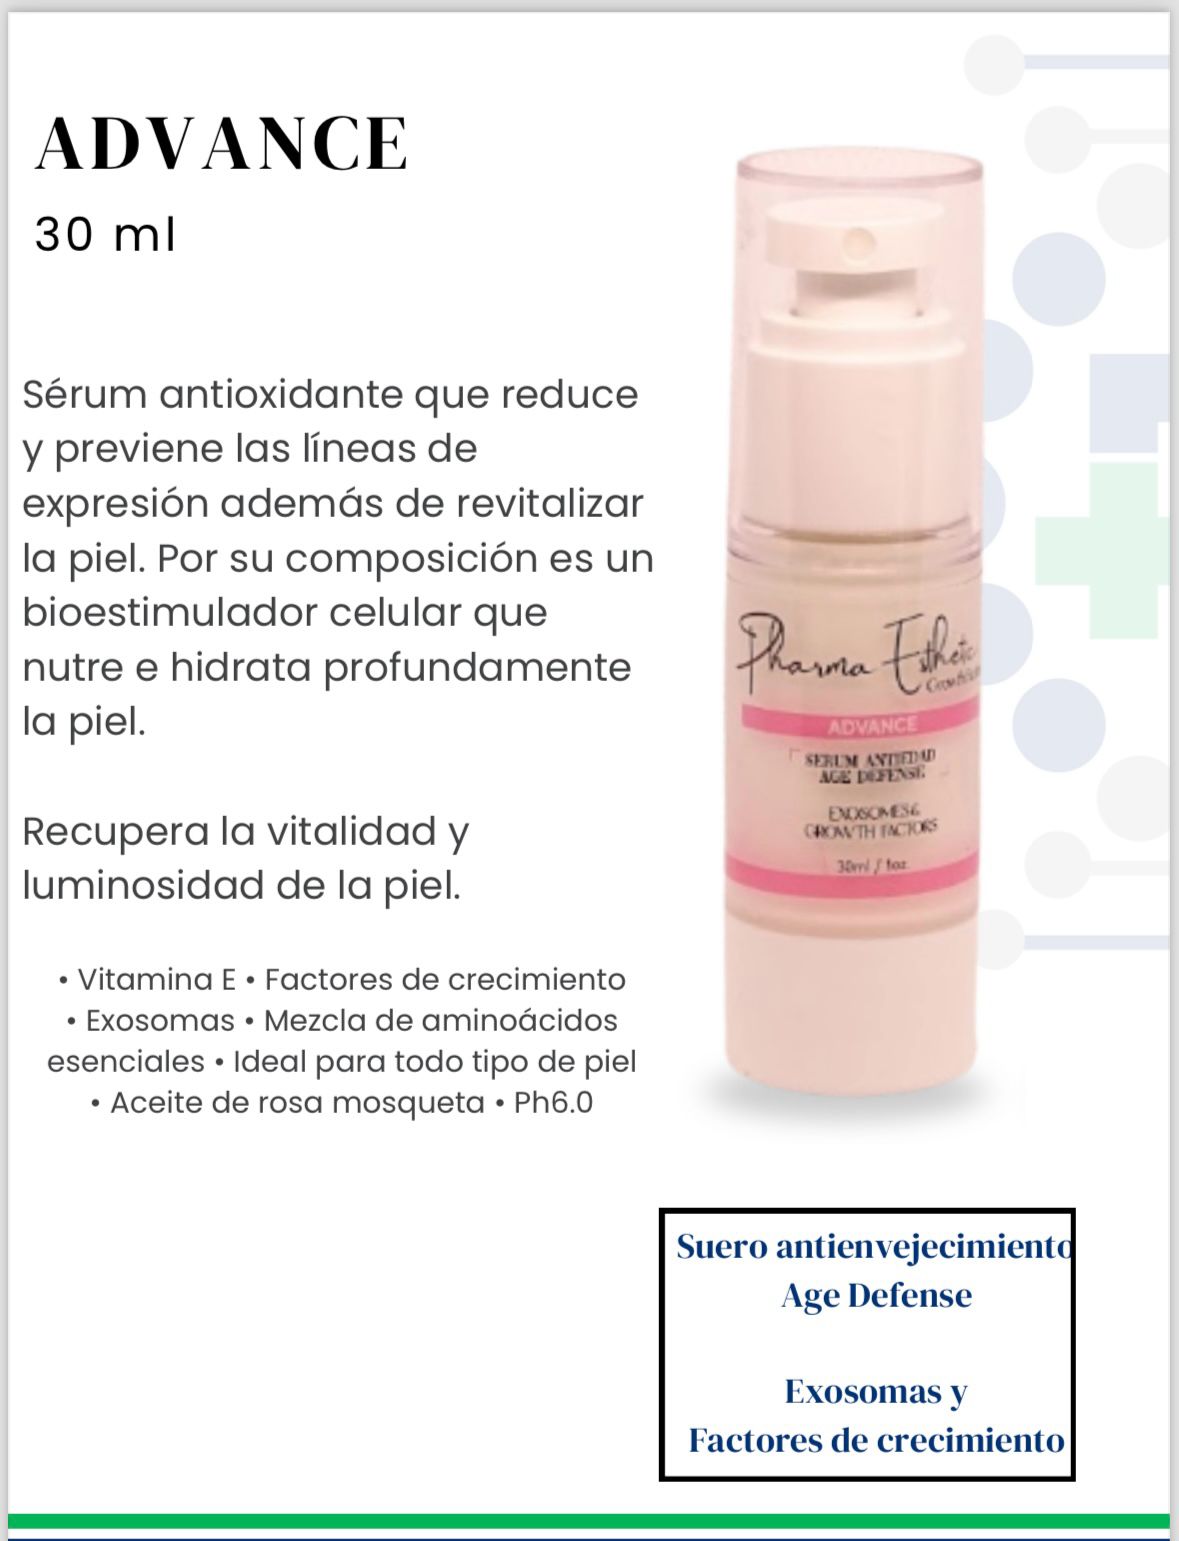 ADVANCE
30 ml
Sérum antioxidante que reduce
y previene las líneas de
expresión además de revitalizar
la piel. Por su composición es un
bioestimulador celular que
nutre e hidrata profundamente
la piel.
Recupera la vitalidad y
luminosidad de la piel.
• Vitamina E • Factores de crecimiento
• Exosomas • Mezcla de aminoácidos
esenciales • Ideal para todo tipo de piel
• Aceite de rosa mosqueta • Ph6.0
Pharma Esthetic
ADVANCE
SERUM ANTIEDAD
AGE DEFENSE
EXOSOMES &
GROWTH FACTORS
30ml / 1oz
Suero antienvejecimiento
Age Defense
Exosomas y
Factores de crecimiento